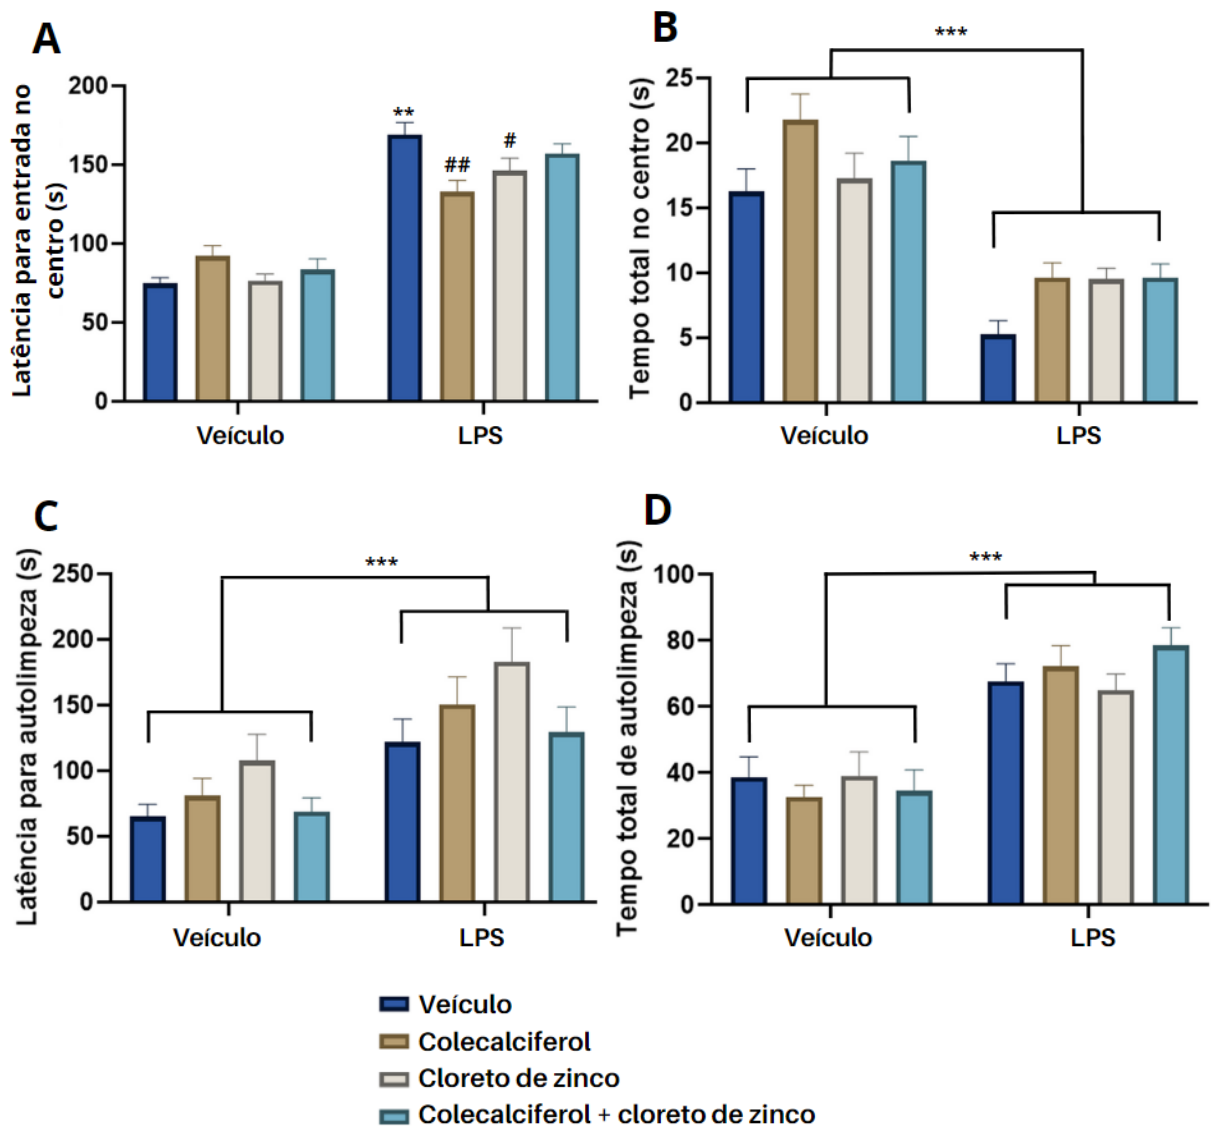 A
Latência para entrada no
centro (s)
200
150
100
50
0
**
##
#
Veículo
LPS
B
Tempo total no centro (s)
25
20
15
10
5
0
***
Veículo
LPS
C
Latência para autolimpeza (s)
250
200
150
100
50
0
***
Veículo
LPS
D
Tempo total de autolimpeza (s)
100
80
60
40
20
0
***
Veículo
LPS
Veículo
Colecalciferol
Cloreto de zinco
Colecalciferol + cloreto de zinco